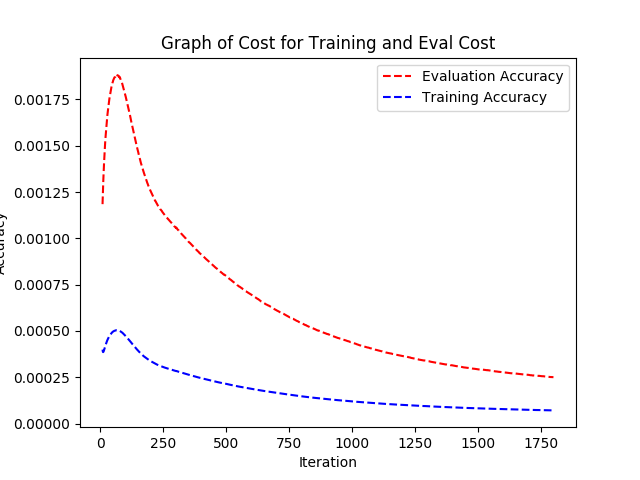 Graph of Cost for Training and Eval Cost
Evaluation Accuracy
Training Accuracy
0.00175
0.00150
0.00125
0.00100
0.00075
0.00050
0.00025
0.00000
Accuracy
0 250 500 750 1000 1250 1500 1750
Iteration